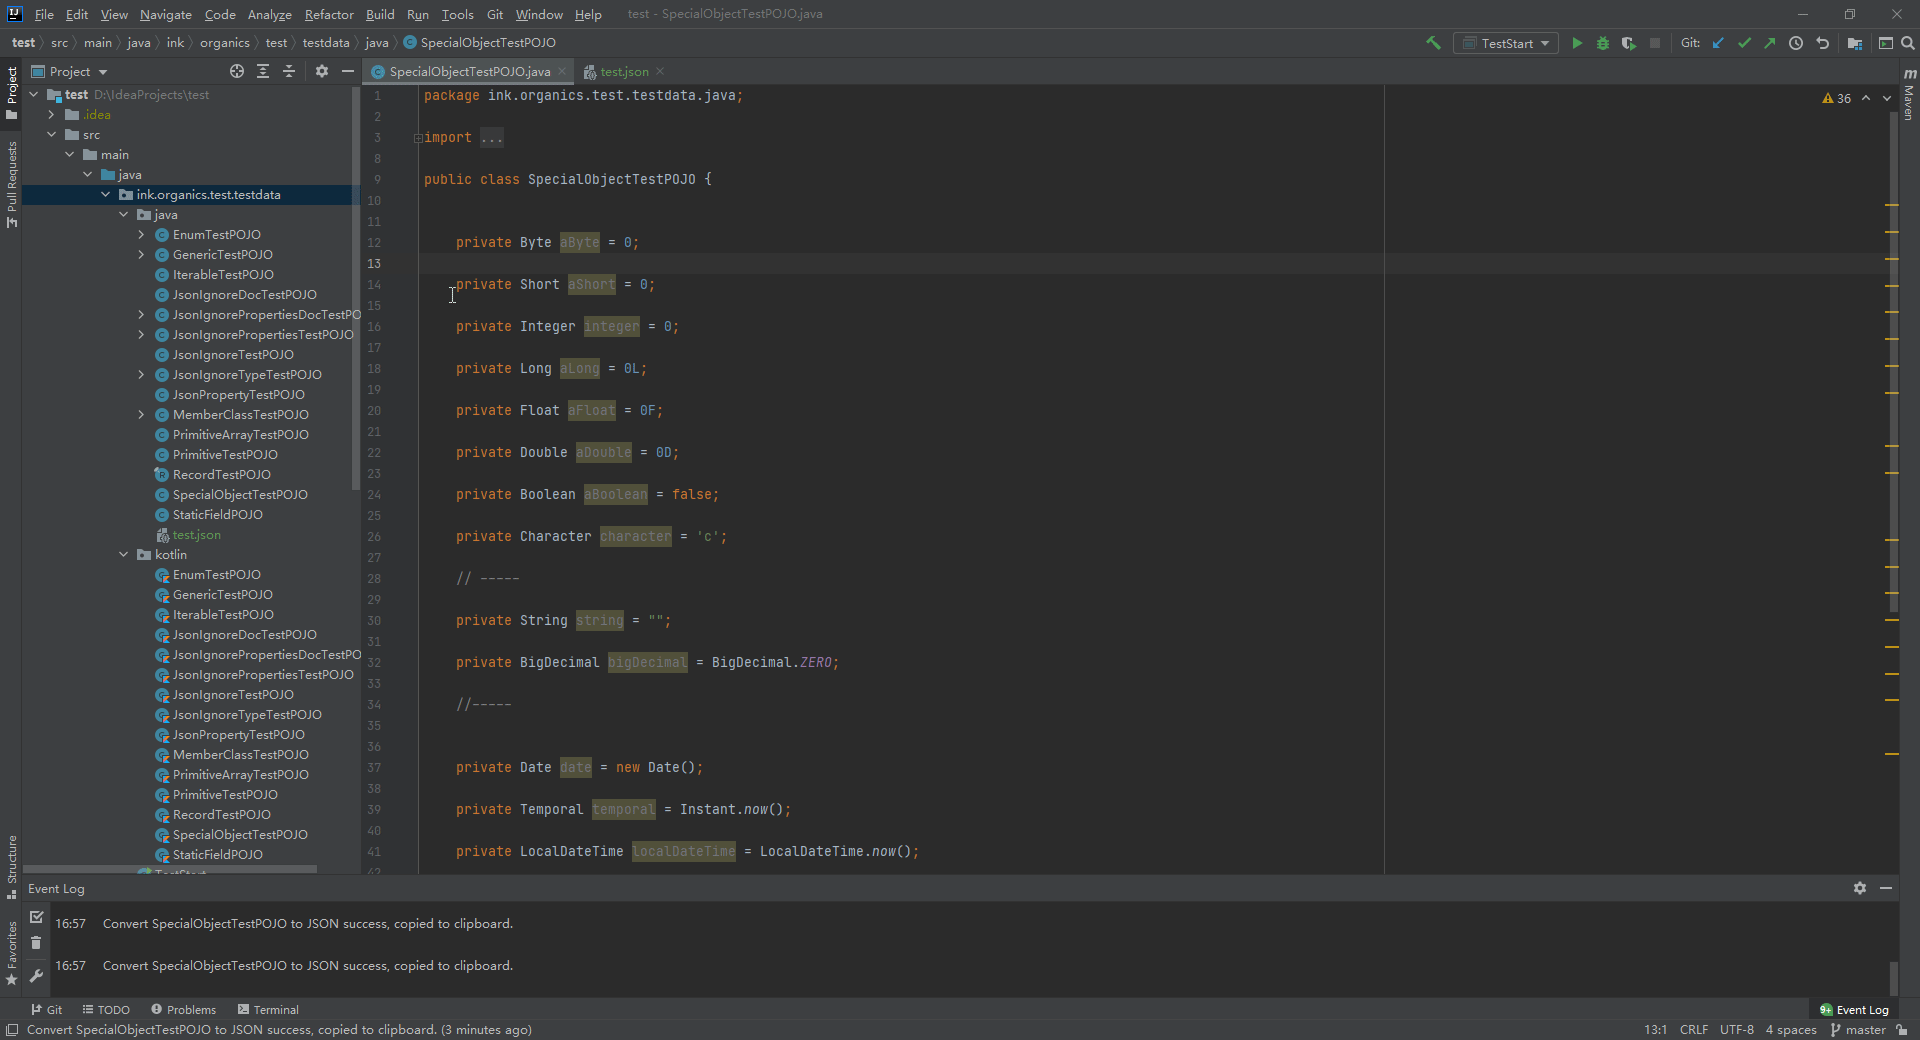 File Edit View Navigate Code Analyze Refactor Build Run Tools Git Window Help test - SpecialObjectTestPOJO.java
test src main java ink organics test testdata java SpecialObjectTestPOJO TestStart Git:
Project SpecialObjectTestPOJO.java test.json
test D:\IdeaProjects\test
.idea
src
main
java
ink.organics.test.testdata
java
EnumTestPOJO
GenericTestPOJO
IterableTestPOJO
JsonIgnoreDocTestPOJO
JsonIgnorePropertiesDocTestPO
JsonIgnorePropertiesTestPOJO
JsonIgnoreTestPOJO
JsonIgnoreTypeTestPOJO
JsonPropertyTestPOJO
MemberClassTestPOJO
PrimitiveArrayTestPOJO
PrimitiveTestPOJO
RecordTestPOJO
SpecialObjectTestPOJO
StaticFieldPOJO
test.json
kotlin
EnumTestPOJO
GenericTestPOJO
IterableTestPOJO
JsonIgnoreDocTestPOJO
JsonIgnorePropertiesDocTestPO
JsonIgnorePropertiesTestPOJO
JsonIgnoreTestPOJO
JsonIgnoreTypeTestPOJO
JsonPropertyTestPOJO
MemberClassTestPOJO
PrimitiveArrayTestPOJO
PrimitiveTestPOJO
RecordTestPOJO
SpecialObjectTestPOJO
StaticFieldPOJO
TestStart
Project
Pull Requests
Structure
Favorites
1 package ink.organics.test.testdata.java;
2
3 import ...
8
9 public class SpecialObjectTestPOJO {
10
11
12 private Byte aByte = 0;
13
14 private Short aShort = 0;
15
16 private Integer integer = 0;
17
18 private Long aLong = 0L;
19
20 private Float aFloat = 0F;
21
22 private Double aDouble = 0D;
23
24 private Boolean aBoolean = false;
25
26 private Character character = 'c';
27
28 // -----
29
30 private String string = "";
31
32 private BigDecimal bigDecimal = BigDecimal.ZERO;
33
34 //-----
35
36
37 private Date date = new Date();
38
39 private Temporal temporal = Instant.now();
40
41 private LocalDateTime localDateTime = LocalDateTime.now();
42
36
m Maven
Event Log
16:57 Convert SpecialObjectTestPOJO to JSON success, copied to clipboard.
16:57 Convert SpecialObjectTestPOJO to JSON success, copied to clipboard.
Git TODO Problems Terminal 9+ Event Log
Convert SpecialObjectTestPOJO to JSON success, copied to clipboard. (3 minutes ago) 13:1 CRLF UTF-8 4 spaces master